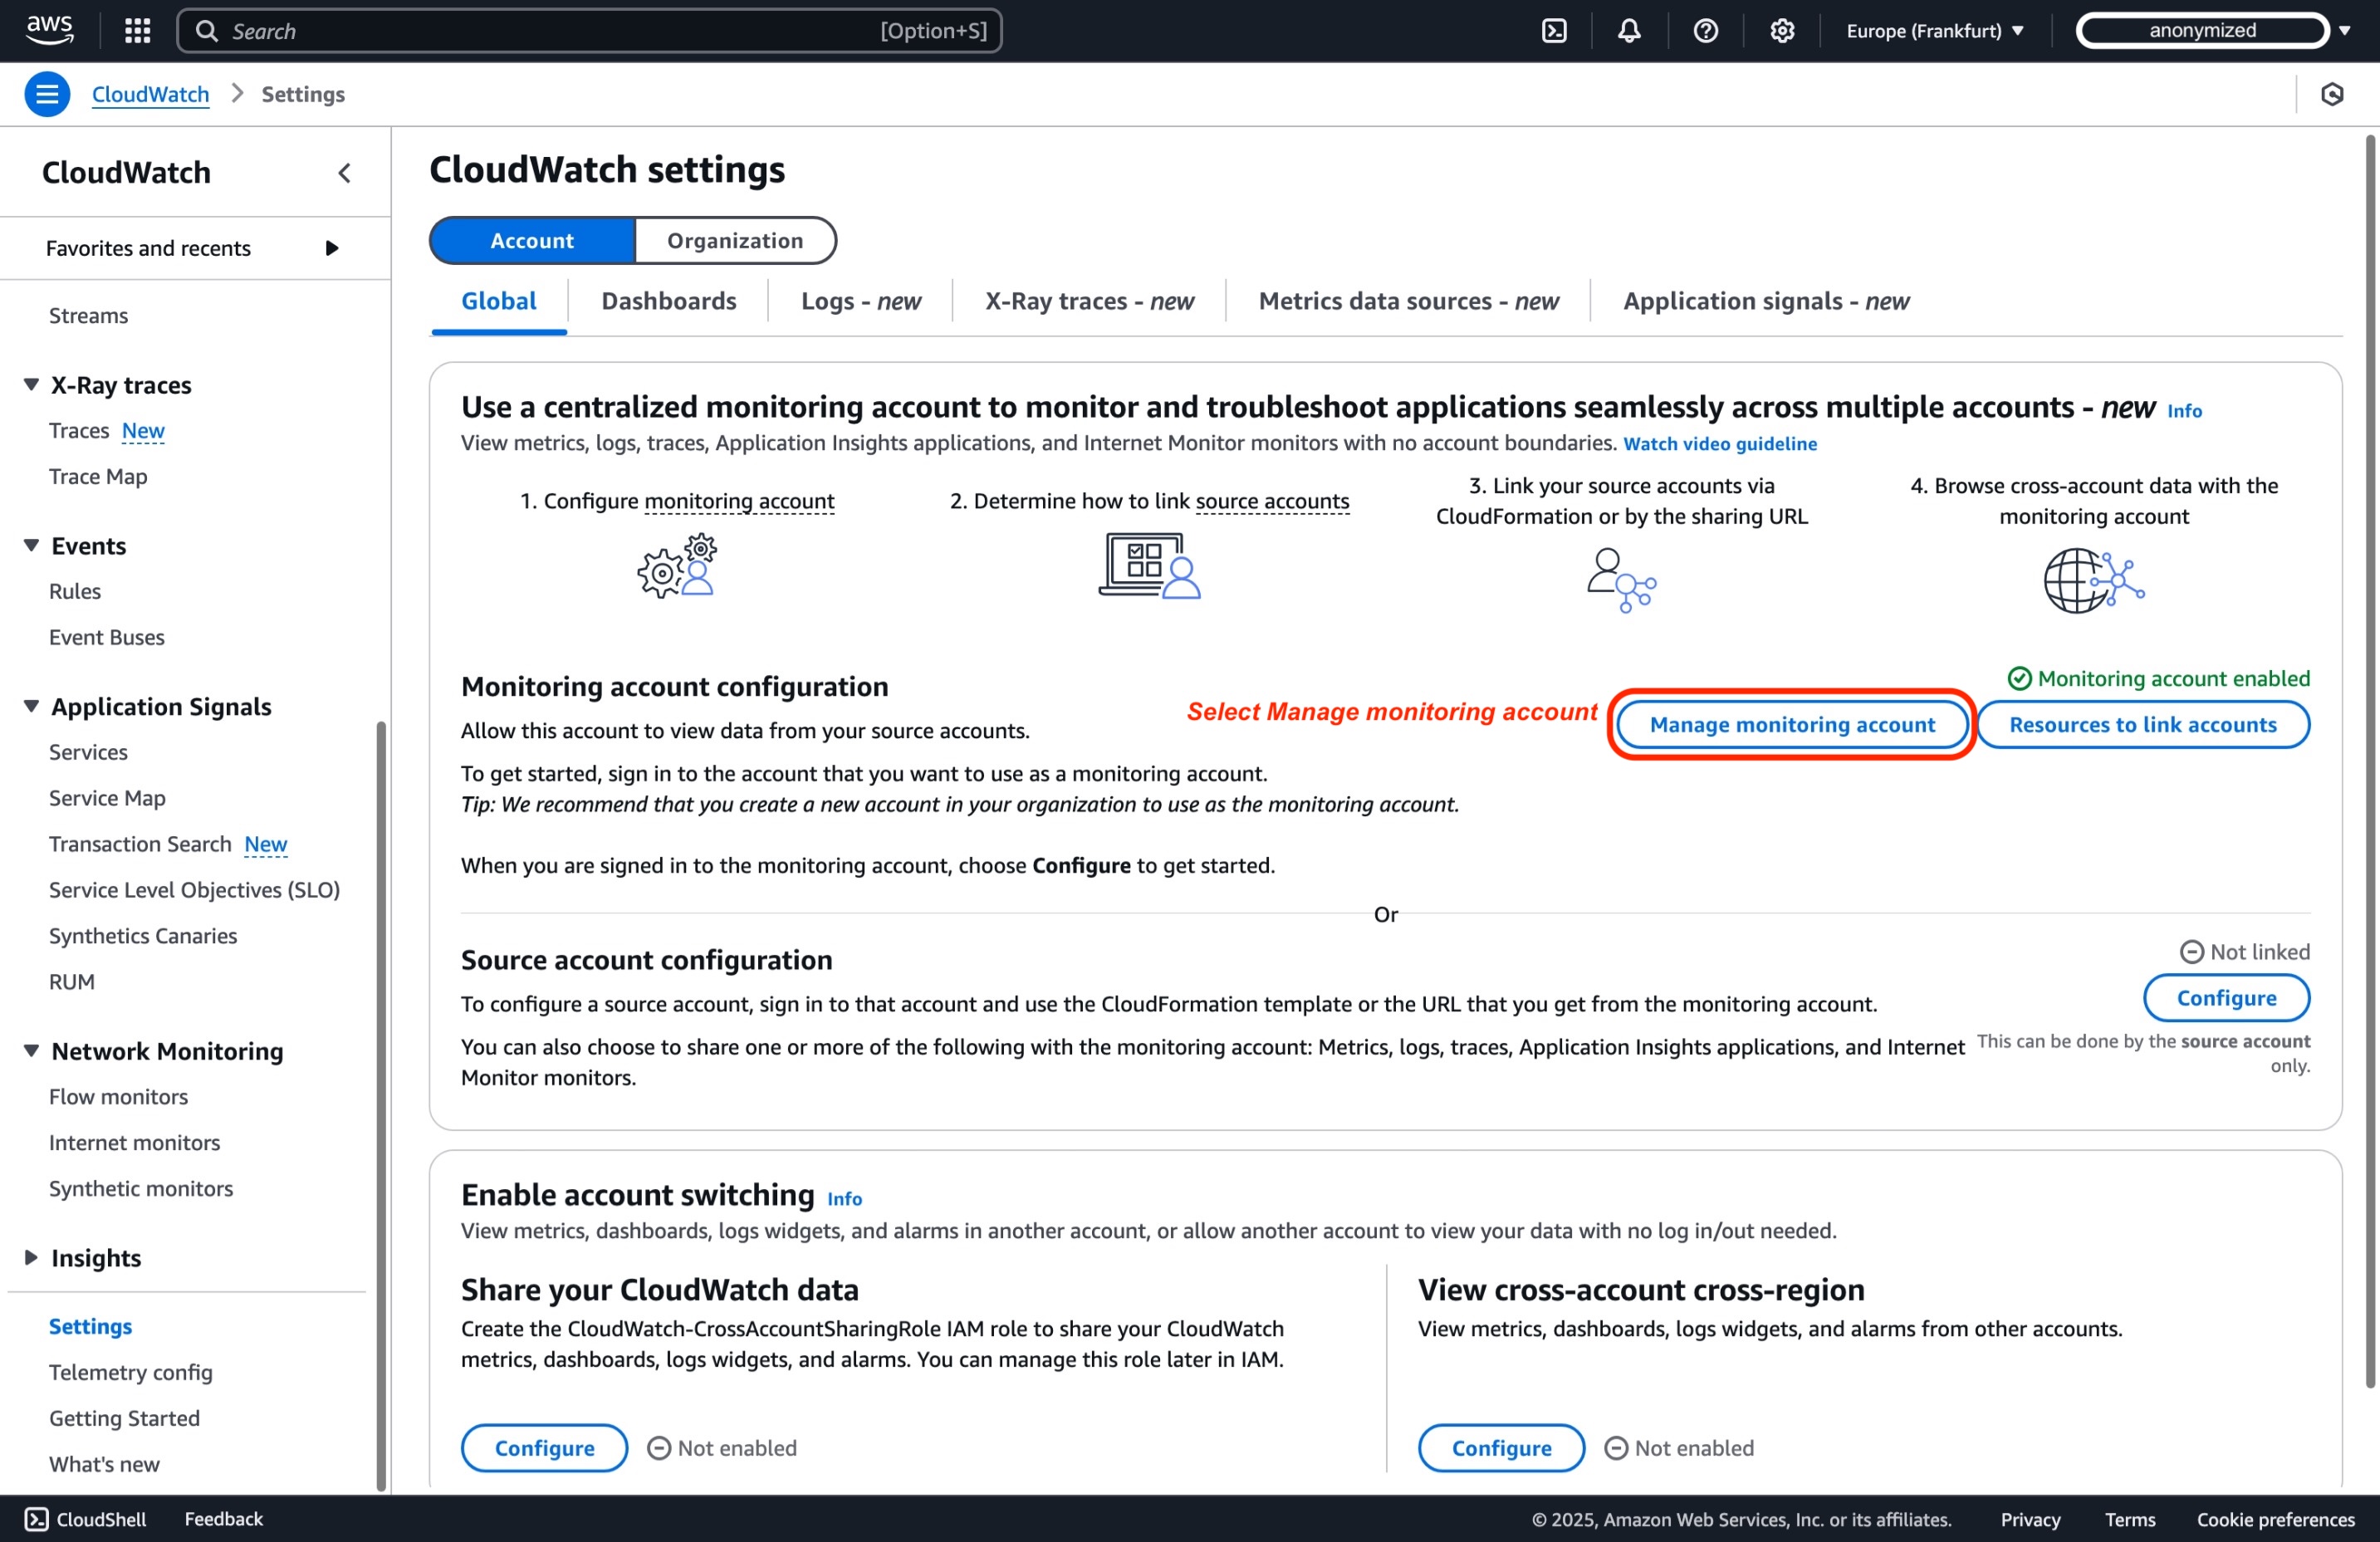 aws
Search
[Option+S]
Europe (Frankfurt)
anonymized
CloudWatch
Settings
CloudWatch
Favorites and recents
Streams
X-Ray traces
Traces New
Trace Map
Events
Rules
Event Buses
Application Signals
Services
Service Map
Transaction Search New
Service Level Objectives (SLO)
Synthetics Canaries
RUM
Network Monitoring
Flow monitors
Internet monitors
Synthetic monitors
Insights
Settings
Telemetry config
Getting Started
What's new
CloudWatch settings
Account
Organization
Global
Dashboards
Logs - new
X-Ray traces - new
Metrics data sources - new
Application signals - new
Use a centralized monitoring account to monitor and troubleshoot applications seamlessly across multiple accounts - new Info
View metrics, logs, traces, Application Insights applications, and Internet Monitor monitors with no account boundaries. Watch video guideline
1. Configure monitoring account
2. Determine how to link source accounts
3. Link your source accounts via
CloudFormation or by the sharing URL
4. Browse cross-account data with the
monitoring account
Monitoring account configuration
Allow this account to view data from your source accounts.
To get started, sign in to the account that you want to use as a monitoring account.
Tip: We recommend that you create a new account in your organization to use as the monitoring account.
When you are signed in to the monitoring account, choose Configure to get started.
Select Manage monitoring account
Monitoring account enabled
Manage monitoring account
Resources to link accounts
Or
Source account configuration
To configure a source account, sign in to that account and use the CloudFormation template or the URL that you get from the monitoring account.
You can also choose to share one or more of the following with the monitoring account: Metrics, logs, traces, Application Insights applications, and Internet
Monitor monitors.
Not linked
Configure
This can be done by the source account
only.
Enable account switching Info
View metrics, dashboards, logs widgets, and alarms in another account, or allow another account to view your data with no log in/out needed.
Share your CloudWatch data
Create the CloudWatch-CrossAccountSharingRole IAM role to share your CloudWatch
metrics, dashboards, logs widgets, and alarms. You can manage this role later in IAM.
Configure
Not enabled
View cross-account cross-region
View metrics, dashboards, logs widgets, and alarms from other accounts.
Configure
Not enabled
CloudShell
Feedback
© 2025, Amazon Web Services, Inc. or its affiliates.
Privacy
Terms
Cookie preferences